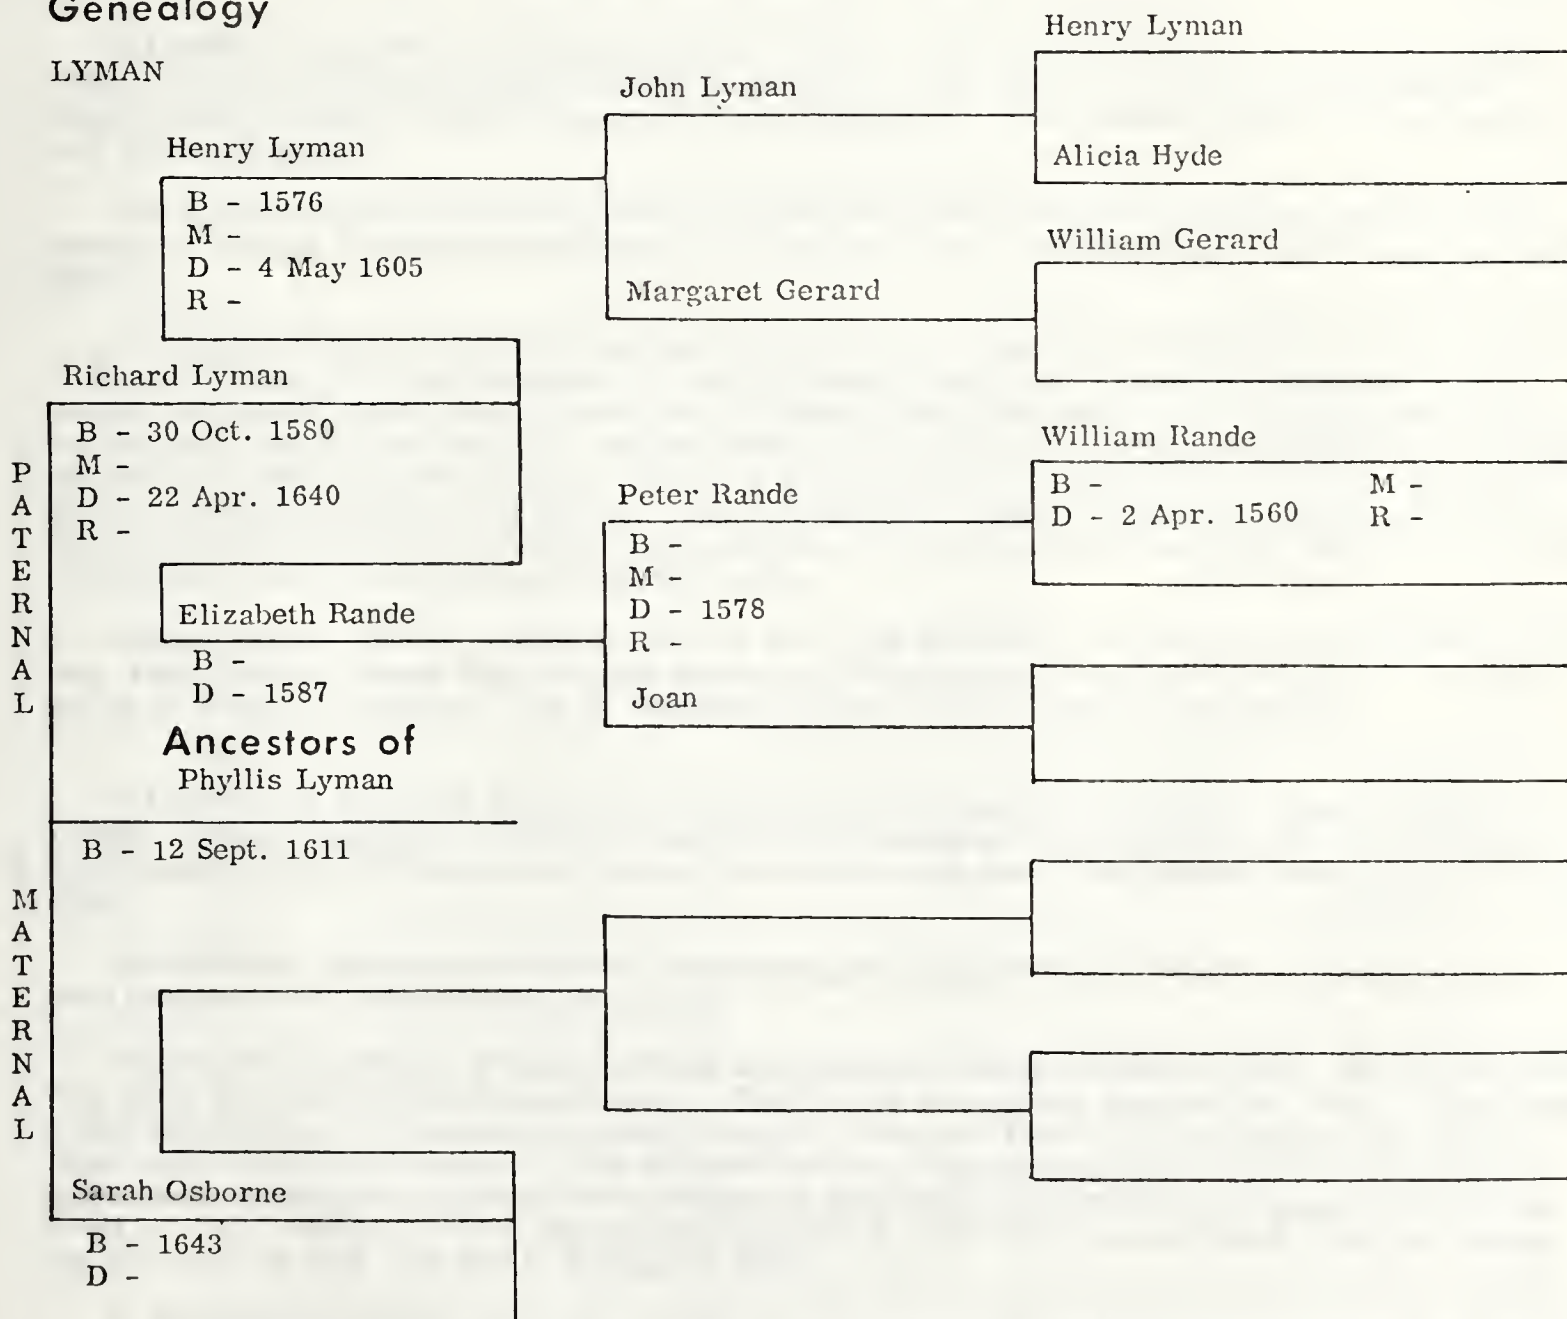 Genealogy
LYMAN
Henry Lyman
B - 1576
M -
D - 4 May 1605
R -
Richard Lyman
B - 30 Oct. 1580
M -
D - 22 Apr. 1640
R -
Elizabeth Rande
B -
D - 1587
John Lyman
Margaret Gerard
Peter Rande
B -
M -
D - 1578
R -
Joan
Henry Lyman
Alicia Hyde
William Gerard
William Rande
B - M -
D - 2 Apr. 1560 R -
PATERNAL
Ancestors of
Phyllis Lyman
B - 12 Sept. 1611
MATERNAL
Sarah Osborne
B - 1643
D -